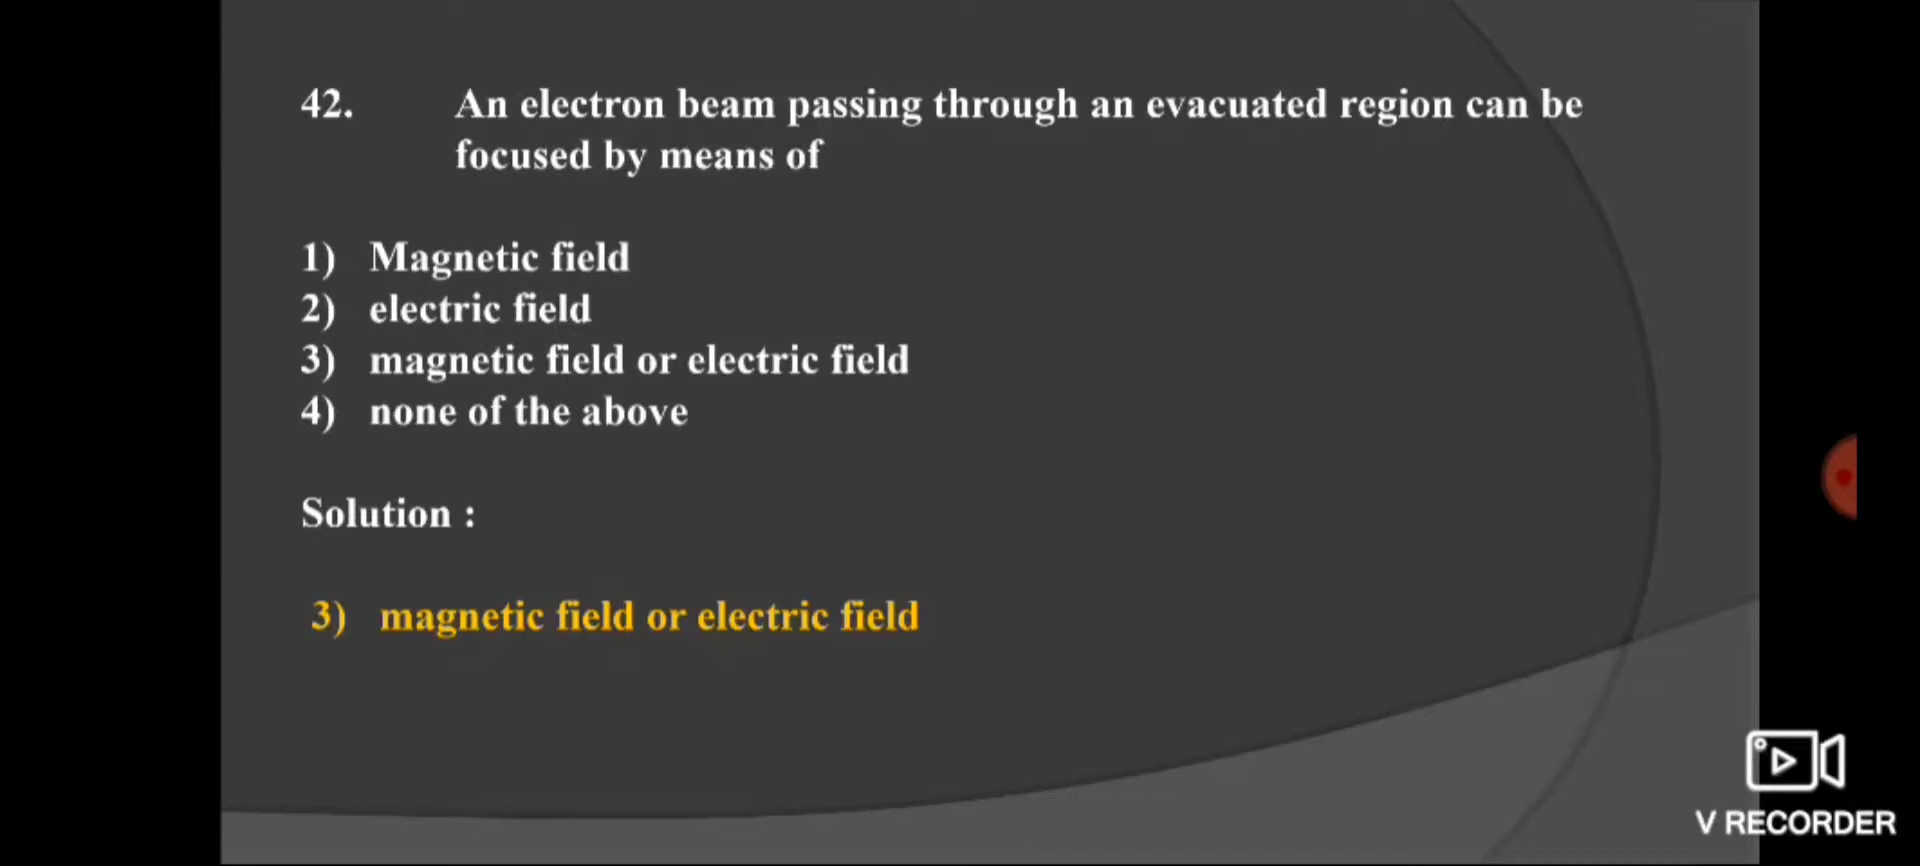 42. An electron beam passing through an evacuated region can be
focused by means of
1) Magnetic field
2) electric field
3) magnetic field or electric field
4) none of the above
Solution :
3) magnetic field or electric field
V RECORDER